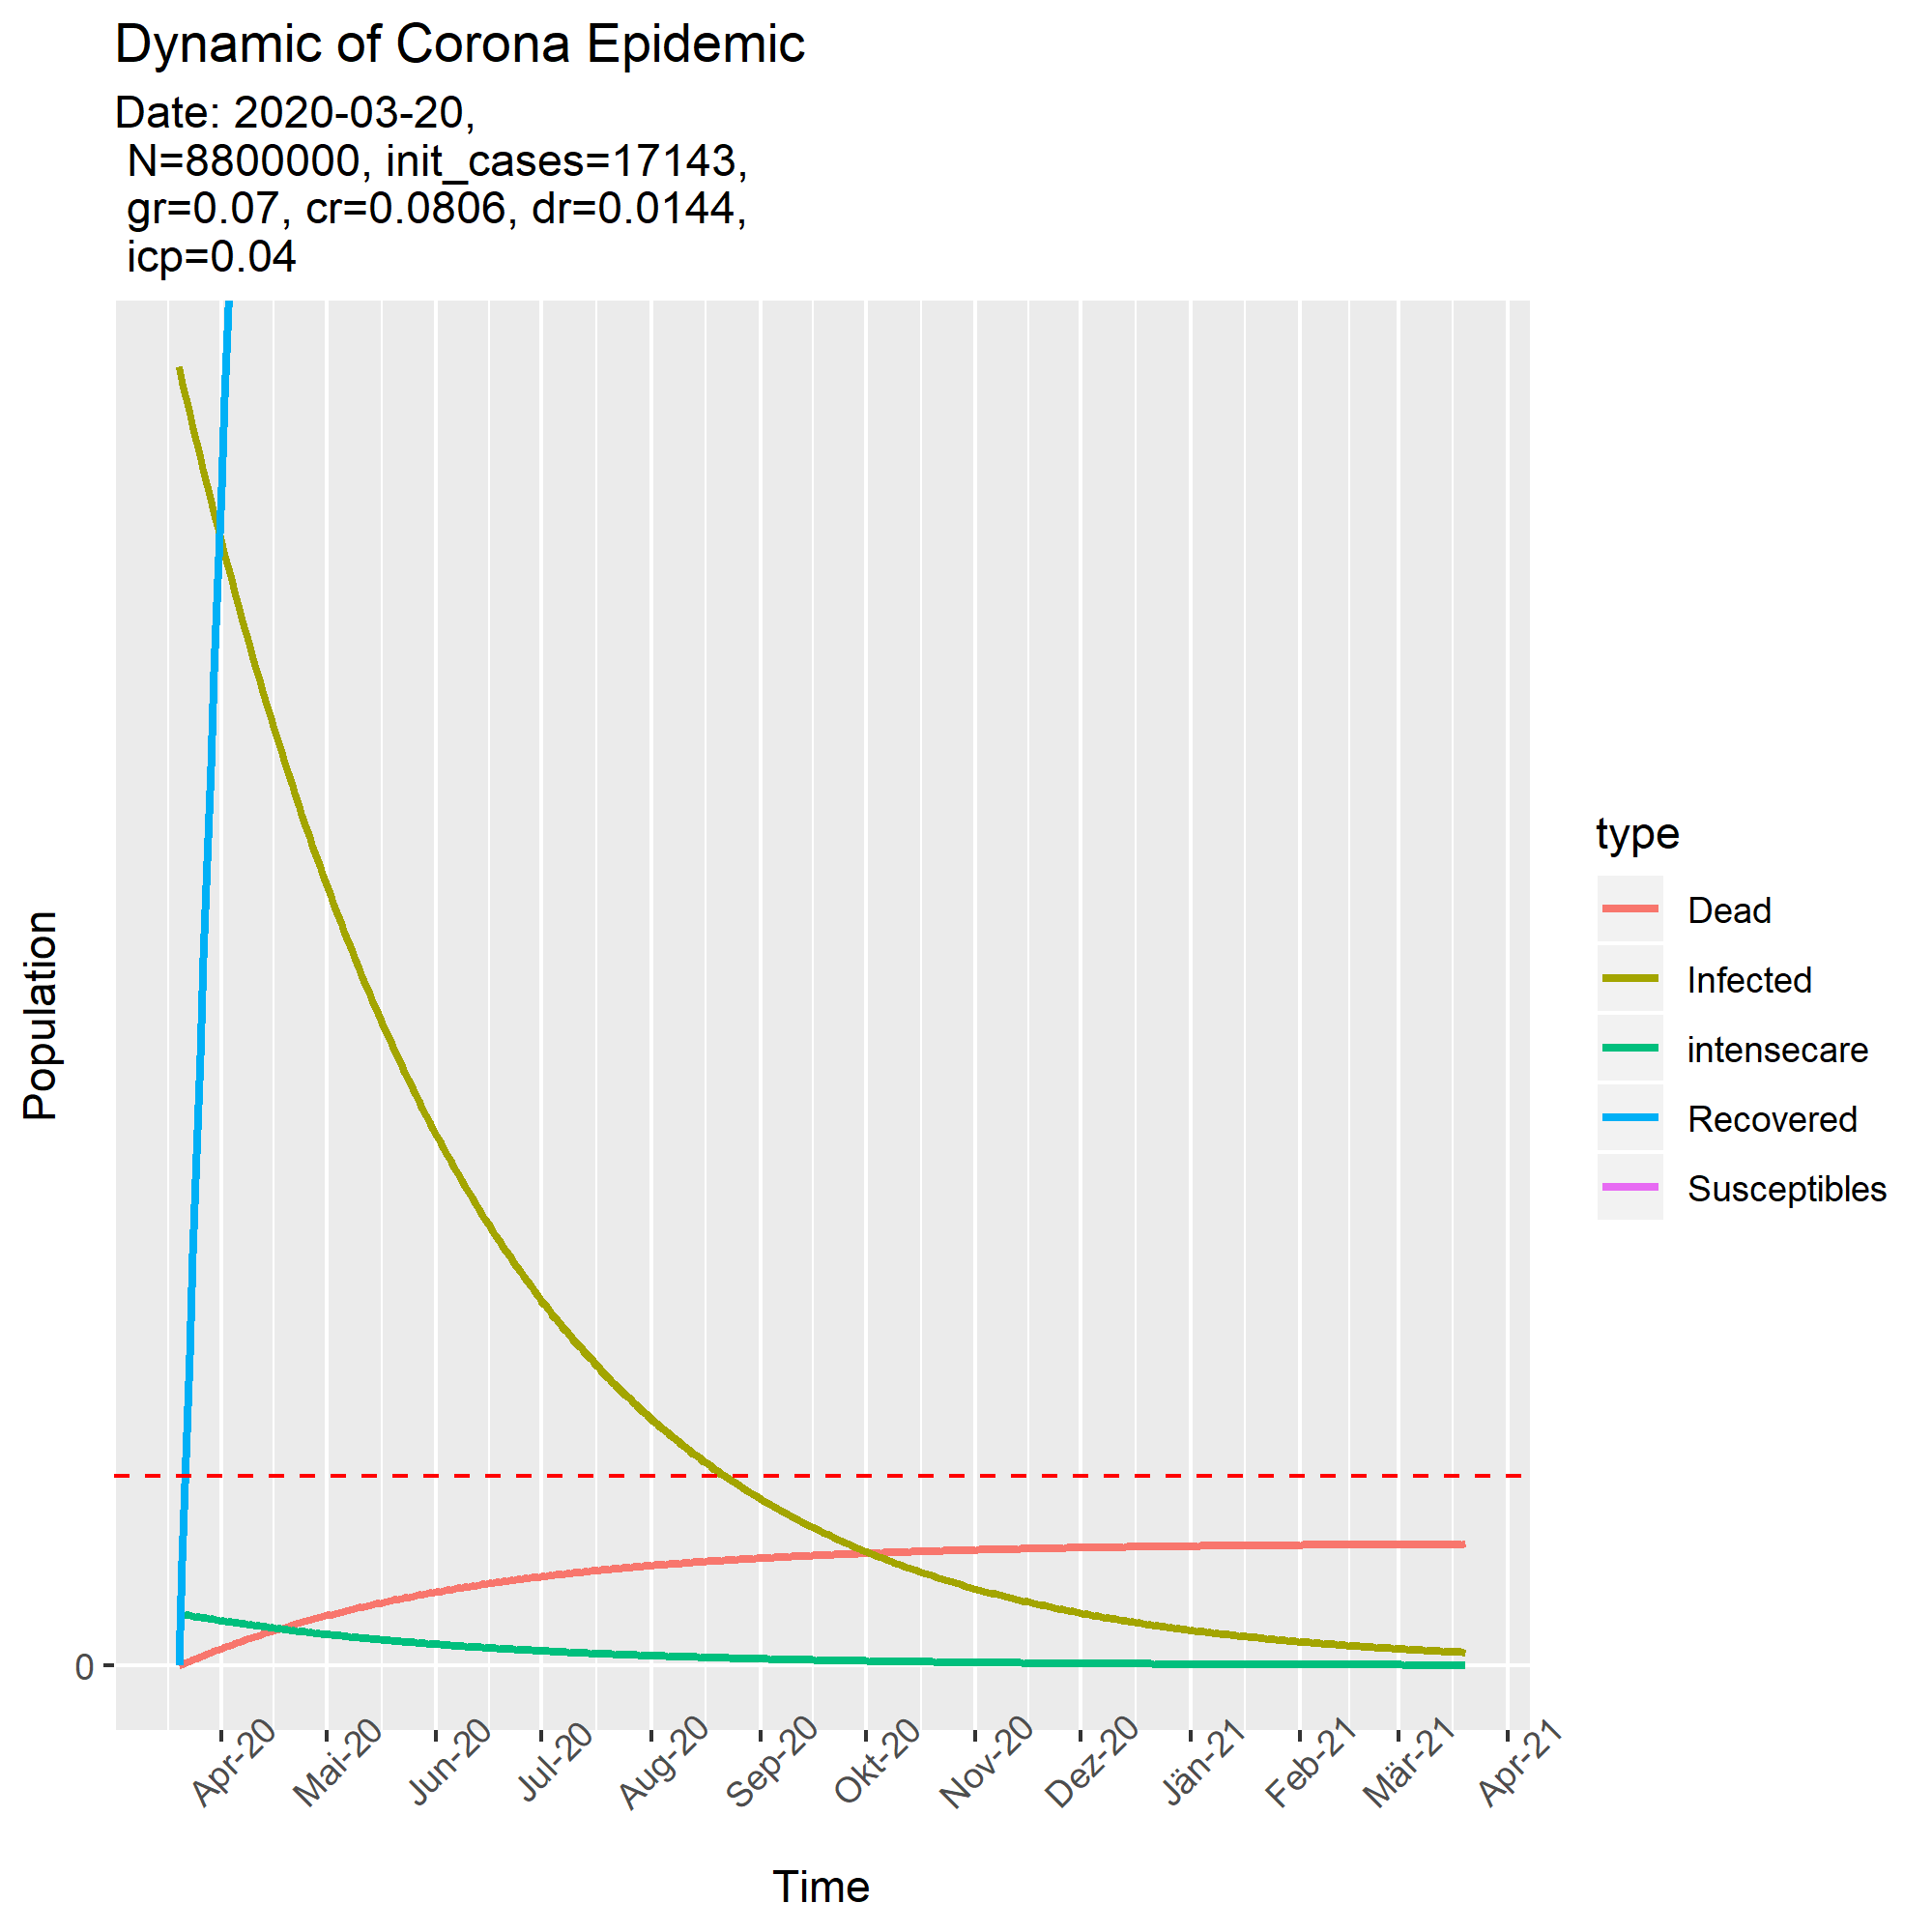 Dynamic of Corona Epidemic
Date: 2020-03-20,
N=8800000, init_cases=17143,
gr=0.07, cr=0.0806, dr=0.0144,
icp=0.04
Population
0
Apr-20
Mai-20
Jun-20
Jul-20
Aug-20
Sep-20
Okt-20
Nov-20
Dez-20
Jän-21
Feb-21
Mär-21
Apr-21
Time
type
Dead
Infected
intensecare
Recovered
Susceptibles